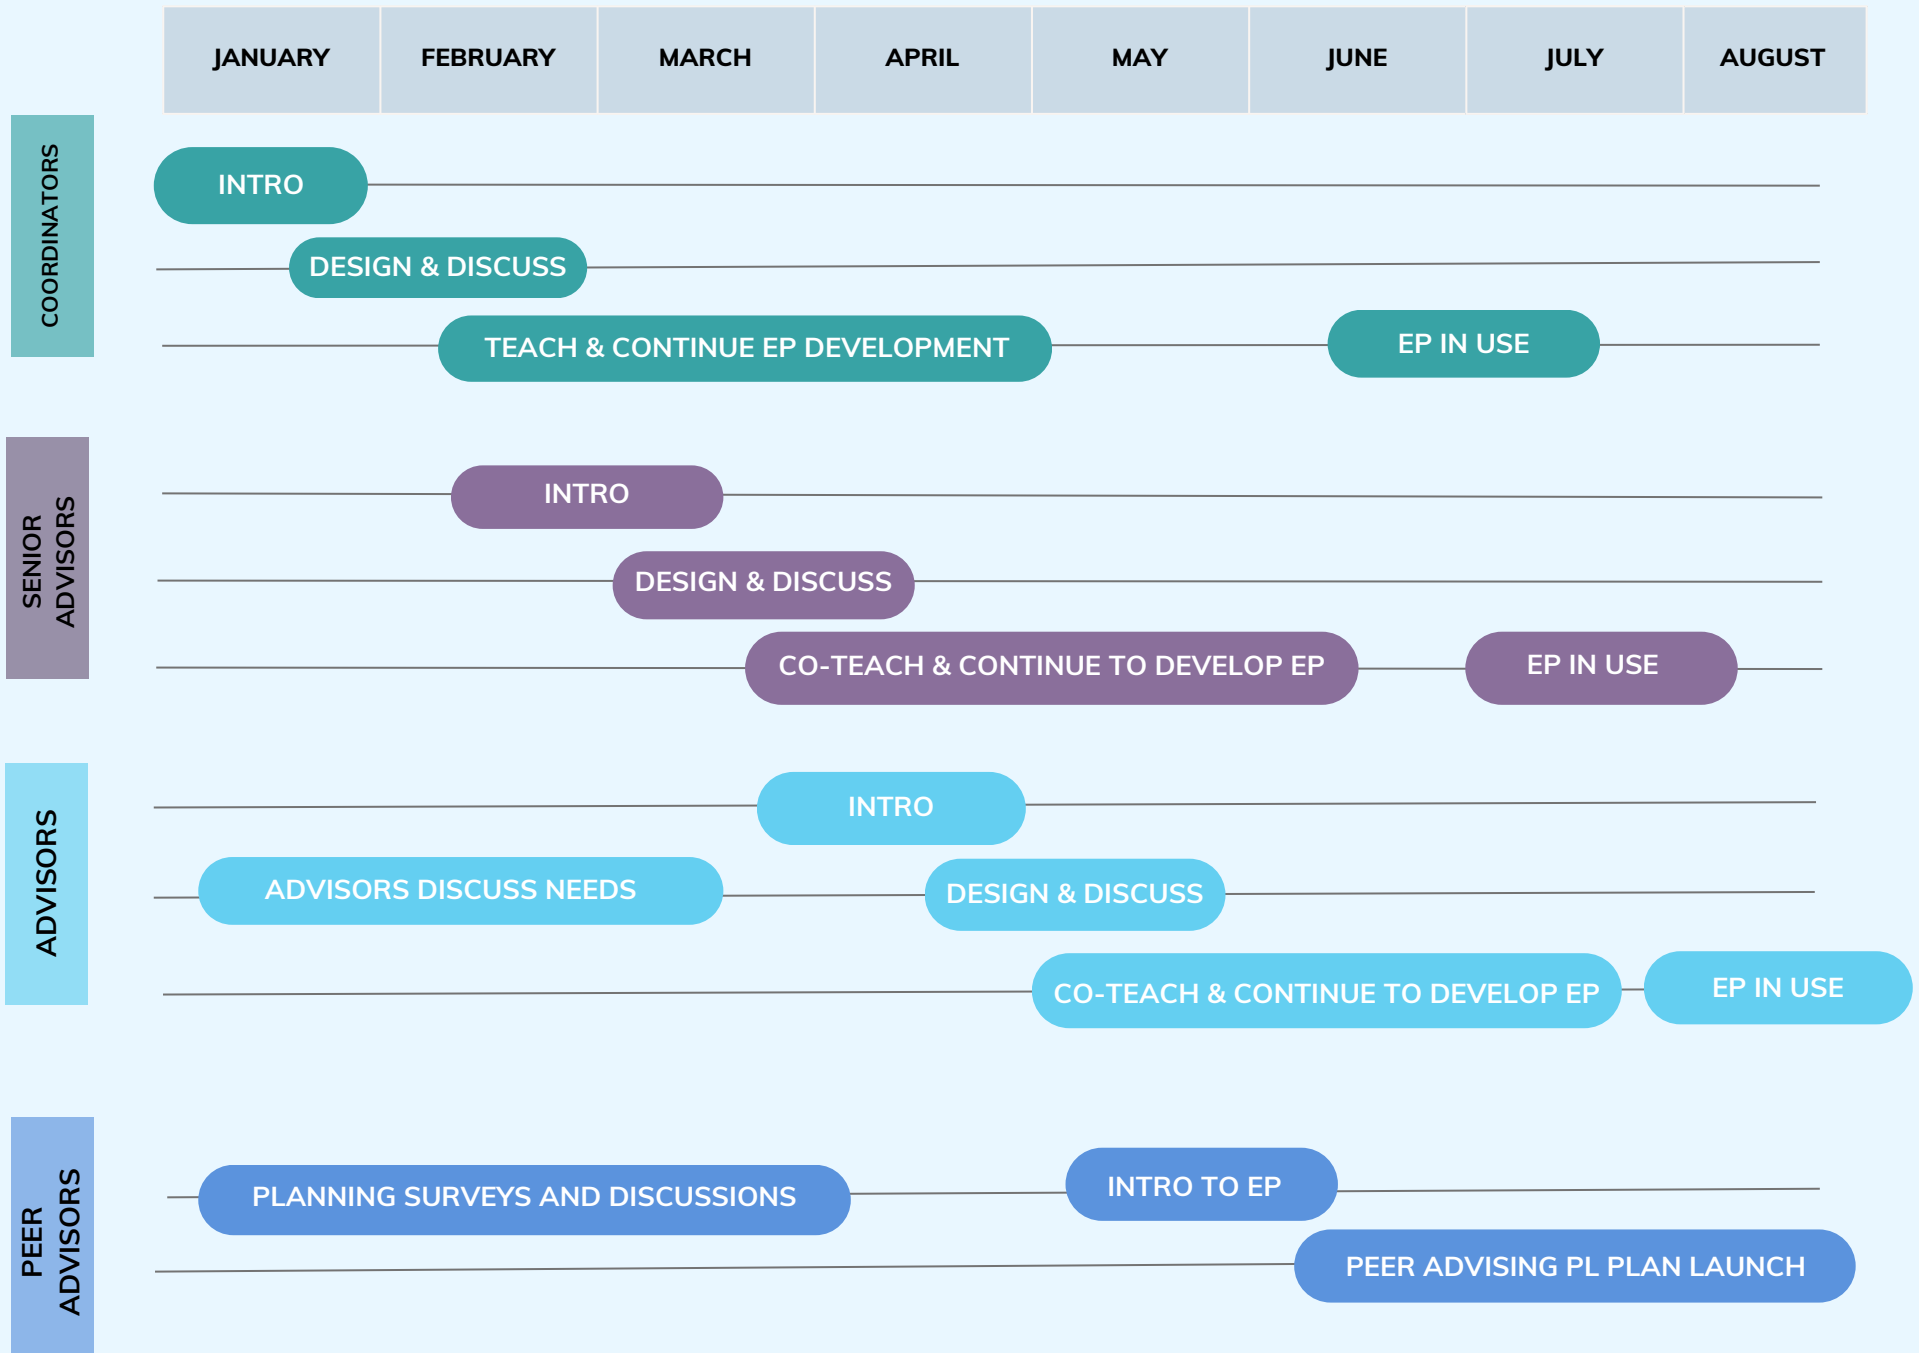 JANUARY FEBRUARY MARCH APRIL MAY JUNE JULY AUGUST
COORDINATORS
INTRO
DESIGN & DISCUSS
TEACH & CONTINUE EP DEVELOPMENT EP IN USE
SENIOR
ADVISORS
INTRO
DESIGN & DISCUSS
CO-TEACH & CONTINUE TO DEVELOP EP EP IN USE
ADVISORS
INTRO
ADVISORS DISCUSS NEEDS DESIGN & DISCUSS
CO-TEACH & CONTINUE TO DEVELOP EP EP IN USE
PEER
ADVISORS
PLANNING SURVEYS AND DISCUSSIONS INTRO TO EP
PEER ADVISING PL PLAN LAUNCH